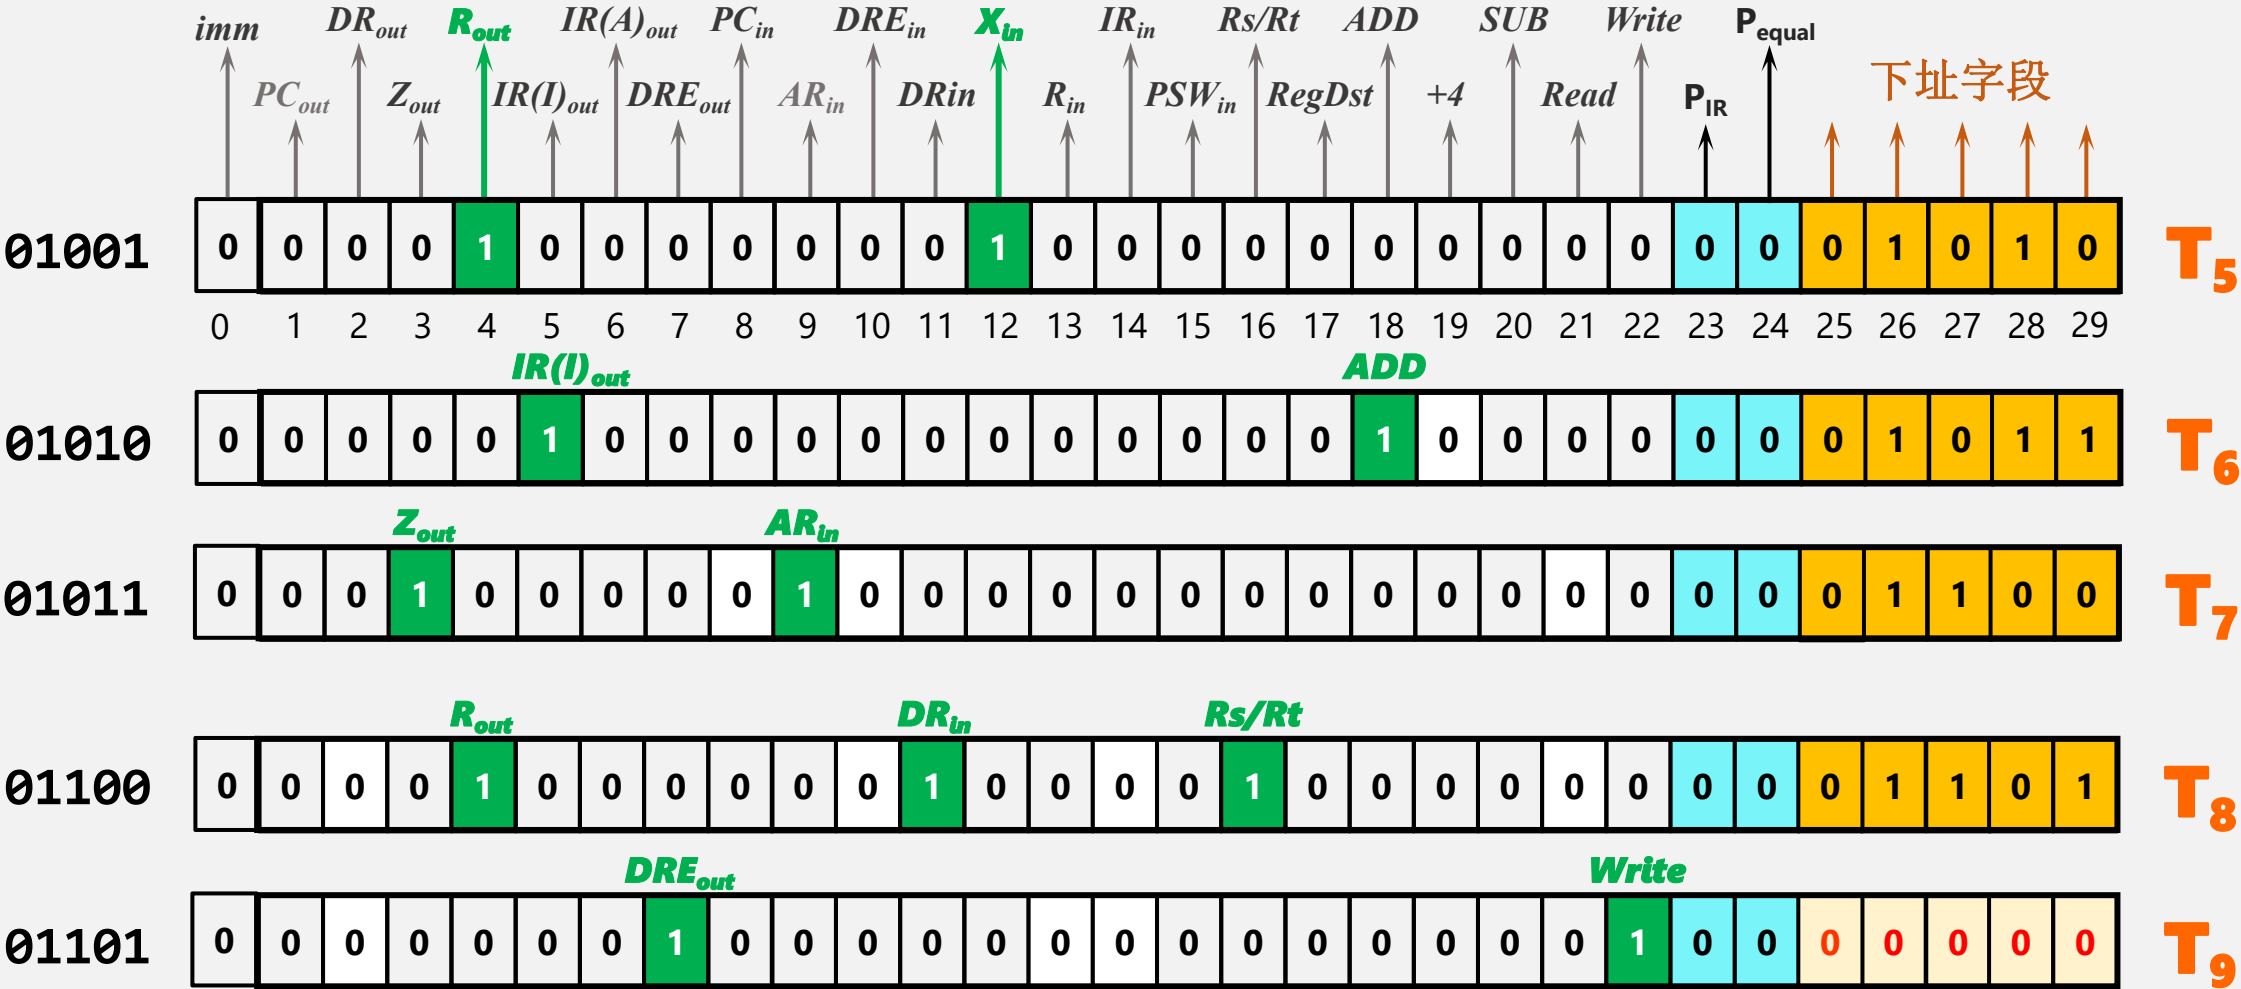 imm DRout Rout IR(A)out PCin DREin Xin IRin Rs/Rt ADD SUB Write Pequal
PCout Zout IR(I)out DREout ARin DRin Rin PSWin RegDst +4 Read PIR 下址字段
01001 0 0 0 0 1 0 0 0 0 0 0 0 1 0 0 0 0 0 0 0 0 0 0 0 0 0 1 0 1 0 T5
0 1 2 3 4 5 6 7 8 9 10 11 12 13 14 15 16 17 18 19 20 21 22 23 24 25 26 27 28 29
IR(I)out ADD
01010 0 0 0 0 0 1 0 0 0 0 0 0 0 0 0 0 0 0 1 0 0 0 0 0 0 0 1 0 1 1 T6
Zout ARin
01011 0 0 0 1 0 0 0 0 0 1 0 0 0 0 0 0 0 0 0 0 0 0 0 0 0 0 1 1 0 0 T7
Rout DRin Rs/Rt
01100 0 0 0 0 1 0 0 0 0 0 0 1 0 0 0 0 1 0 0 0 0 0 0 0 0 0 1 1 0 1 T8
DREout Write
01101 0 0 0 0 0 0 0 1 0 0 0 0 0 0 0 0 0 0 0 0 0 0 1 0 0 0 0 0 0 0 T9